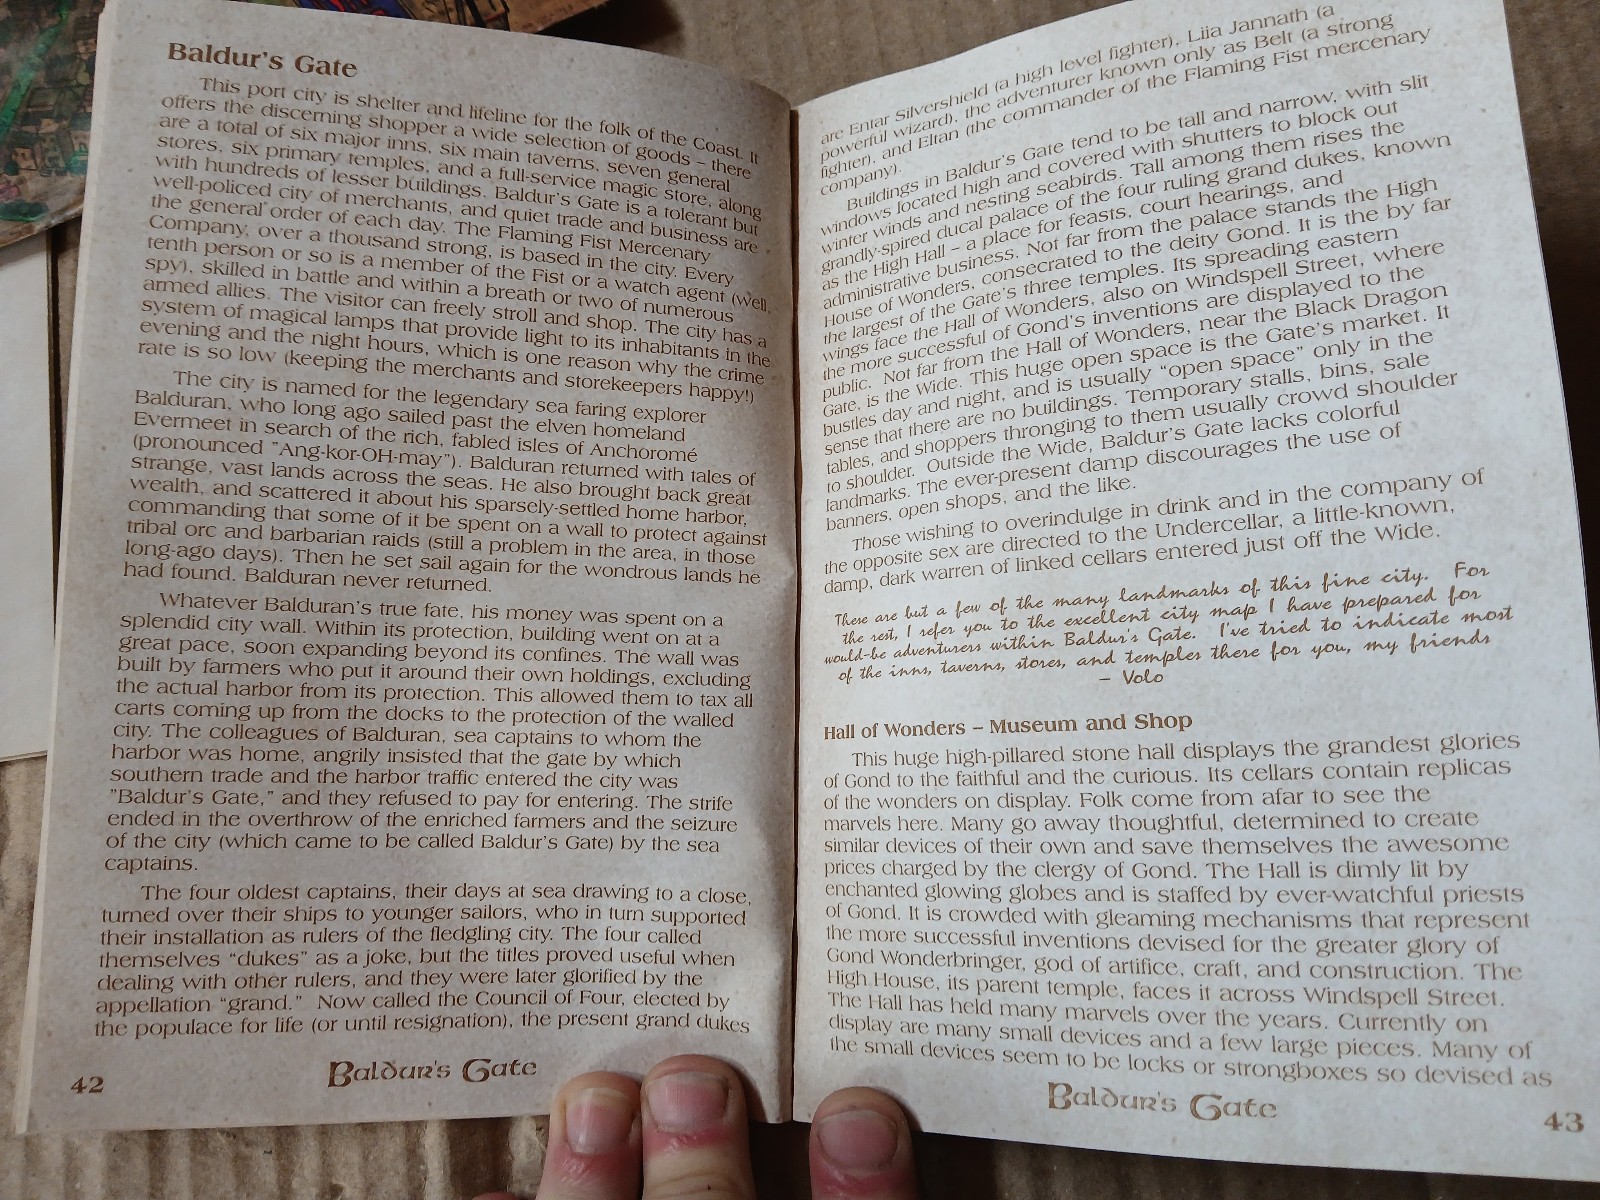 Baldur's Gate
This port city is shelter and lifeline for the folk of the Coast. It
offers the discerning shopper a wide selection of goods – there
are a total of six major inns, six main taverns, seven general
stores, six primary temples, and a full-service magic store, along
with hundreds of lesser buildings. Baldur's Gate is a tolerant but
well-policed city of merchants, and quiet trade and business are
the general order of each day. The Flaming Fist Mercenary
Company, over a thousand strong, is based in the city. Every
tenth person or so is a member of the Fist or a watch agent (well,
spy), skilled in battle and within a breath or two of numerous
armed allies. The visitor can freely stroll and shop. The city has a
system of magical lamps that provide light to its inhabitants in the
evening and the night hours, which is one reason why the crime
rate is so low (keeping the merchants and storekeepers happy!)
The city is named for the legendary sea faring explorer
Balduran, who long ago sailed past the elven homeland
Evermeet in search of the rich, fabled isles of Anchoromé
(pronounced "Ang-kor-OH-may"). Balduran returned with tales of
strange, vast lands across the seas. He also brought back great
wealth, and scattered it about his sparsely-settled home harbor,
commanding that some of it be spent on a wall to protect against
tribal orc and barbarian raids (still a problem in the area, in those
long-ago days). Then he set sail again for the wondrous lands he
had found. Balduran never returned.
Whatever Balduran's true fate, his money was spent on a
splendid city wall. Within its protection, building went on at a
great pace, soon expanding beyond its confines. The wall was
built by farmers who put it around their own holdings, excluding
the actual harbor from its protection. This allowed them to tax all
carts coming up from the docks to the protection of the walled
city. The colleagues of Balduran, sea captains to whom the
harbor was home, angrily insisted that the gate by which
southern trade and the harbor traffic entered the city was
"Baldur's Gate," and they refused to pay for entering. The strife
ended in the overthrow of the enriched farmers and the seizure
of the city (which came to be called Baldur's Gate) by the sea
captains.
The four oldest captains, their days at sea drawing to a close,
turned over their ships to younger sailors, who in turn supported
their installation as rulers of the fledgling city. The four called
themselves "dukes" as a joke, but the titles proved useful when
dealing with other rulers, and they were later glorified by the
appellation "grand." Now called the Council of Four, elected by
the populace for life (or until resignation), the present grand dukes
Baldur's Gate
42
are Entar Silvershield (a high level fighter), Liia Jannath (a
powerful wizard), the adventurer known only as Belt (a strong
fighter), and Eltan (the commander of the Flaming Fist mercenary
company).
Buildings in Baldur's Gate tend to be tall and narrow, with slit
windows located high and covered with shutters to block out
winter winds and nesting seabirds. Tall among them rises the
grandly-spired ducal palace of the four ruling grand dukes, known
as the High Hall – a place for feasts, court hearings, and
administrative business. Not far from the palace stands the High
House of Wonders, consecrated to the deity Gond. It is the by far
the largest of the Gate's three temples. Its spreading eastern
wings face the Hall of Wonders, also on Windspell Street, where
the more successful of Gond's inventions are displayed to the
public. Not far from the Hall of Wonders, near the Black Dragon
Gate, is the Wide. This huge open space is the Gate's market. It
bustles day and night, and is usually "open space" only in the
sense that there are no buildings. Temporary stalls, bins, sale
tables, and shoppers thronging to them usually crowd shoulder
to shoulder. Outside the Wide, Baldur's Gate lacks colorful
landmarks. The ever-present damp discourages the use of
banners, open shops, and the like.
Those wishing to overindulge in drink and in the company of
the opposite sex are directed to the Undercellar, a little-known,
damp, dark warren of linked cellars entered just off the Wide.
These are but a few of the many landmarks of this fine city. For
the rest, I refer you to the excellent city map I have prepared for
would-be adventurers within Baldur's Gate. I've tried to indicate most
of the inns, taverns, stores, and temples there for you, my friends
– Volo
Hall of Wonders – Museum and Shop
This huge high-pillared stone hall displays the grandest glories
of Gond to the faithful and the curious. Its cellars contain replicas
of the wonders on display. Folk come from afar to see the
marvels here. Many go away thoughtful, determined to create
similar devices of their own and save themselves the awesome
prices charged by the clergy of Gond. The Hall is dimly lit by
enchanted glowing globes and is staffed by ever-watchful priests
of Gond. It is crowded with gleaming mechanisms that represent
the more successful inventions devised for the greater glory of
Gond Wonderbringer, god of artifice, craft, and construction. The
High House, its parent temple, faces it across Windspell Street.
The Hall has held many marvels over the years. Currently on
display are many small devices and a few large pieces. Many of
the small devices seem to be locks or strongboxes so devised as
Baldur's Gate
43